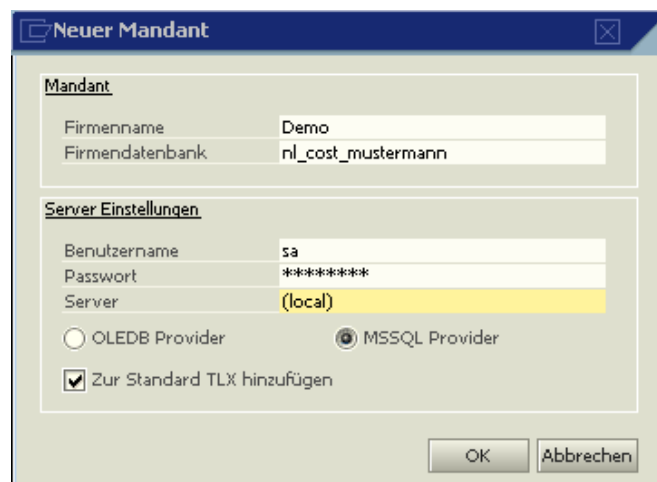 Neuer Mandant
Mandant
Firmenname Demo
Firmendatenbank nl_cost_mustermann
Server Einstellungen
Benutzername sa
Passwort ********
Server (local)
OLEDB Provider MSSQL Provider
Zur Standard TLX hinzufügen
OK Abbrechen